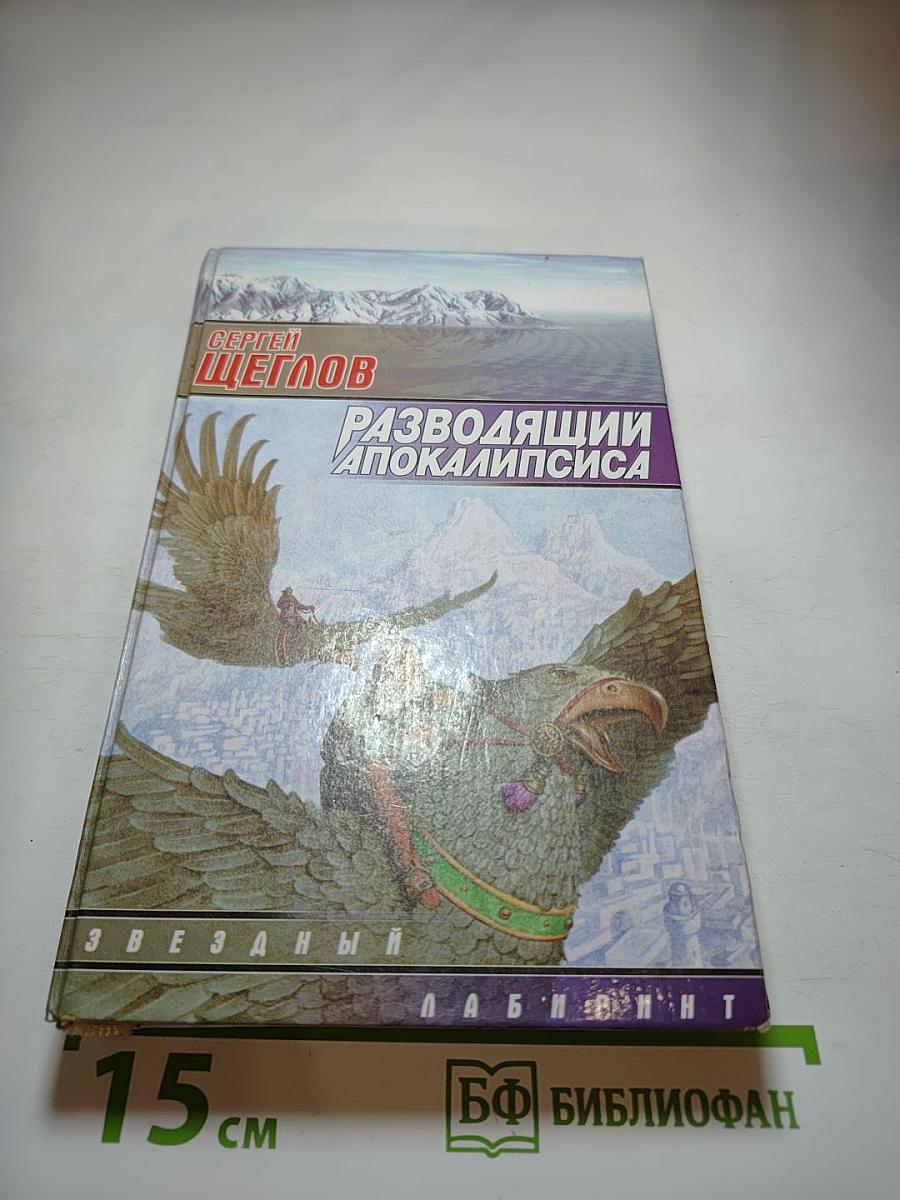 СЕРГЕЙ
ЩЕГЛОВ
РАЗВОДЯЩИЙ
АПОКАЛИПСИСА
ЗВЕЗДНЫЙ
ЛАБИРИНТ
15 см
БФ БИБЛИОФАН